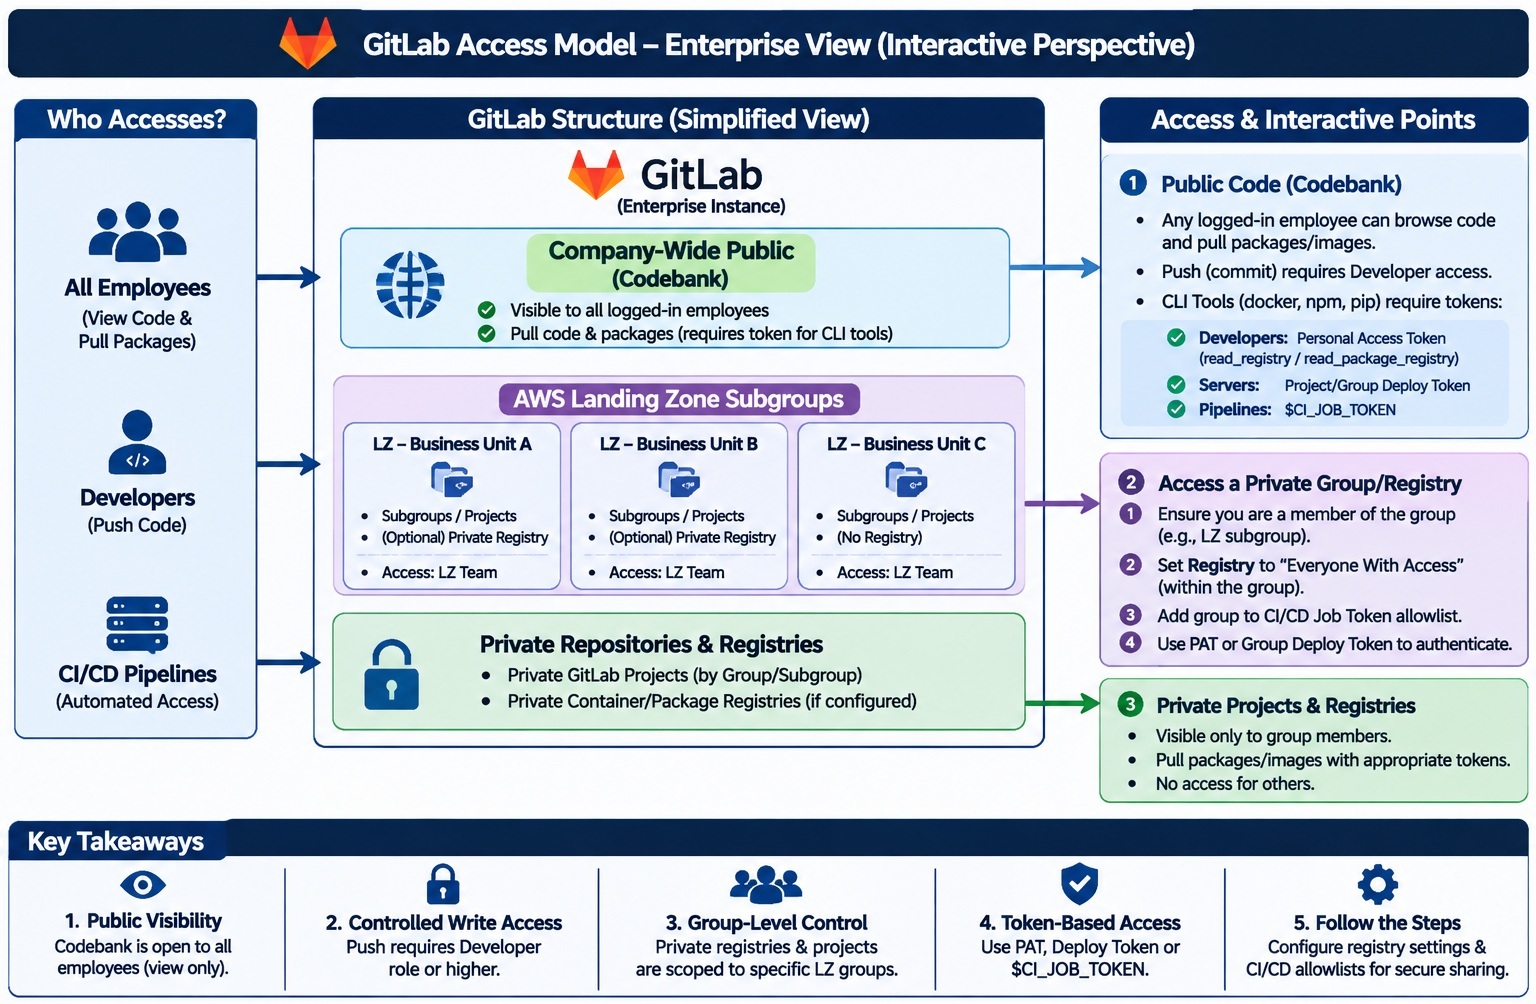 GitLab Access Model – Enterprise View (Interactive Perspective)
Who Accesses?
All Employees
(View Code &
Pull Packages)
</>
Developers
(Push Code)
CI/CD Pipelines
(Automated Access)
GitLab Structure (Simplified View)
GitLab
(Enterprise Instance)
Company-Wide Public
(Codebank)
Visible to all logged-in employees
Pull code & packages (requires token for CLI tools)
AWS Landing Zone Subgroups
LZ – Business Unit A
• Subgroups / Projects
• (Optional) Private Registry
• Access: LZ Team
LZ – Business Unit B
• Subgroups / Projects
• (Optional) Private Registry
• Access: LZ Team
LZ – Business Unit C
• Subgroups / Projects
• (No Registry)
• Access: LZ Team
Private Repositories & Registries
• Private GitLab Projects (by Group/Subgroup)
• Private Container/Package Registries (if configured)
Access & Interactive Points
1 Public Code (Codebank)
• Any logged-in employee can browse code
and pull packages/images.
• Push (commit) requires Developer access.
• CLI Tools (docker, npm, pip) require tokens:
Developers: Personal Access Token
(read_registry / read_package_registry)
Servers: Project/Group Deploy Token
Pipelines: $CI_JOB_TOKEN
2 Access a Private Group/Registry
1 Ensure you are a member of the group
(e.g., LZ subgroup).
2 Set Registry to “Everyone With Access”
(within the group).
3 Add group to CI/CD Job Token allowlist.
4 Use PAT or Group Deploy Token to authenticate.
3 Private Projects & Registries
• Visible only to group members.
• Pull packages/images with appropriate tokens.
• No access for others.
Key Takeaways
1. Public Visibility
Codebank is open to all
employees (view only).
2. Controlled Write Access
Push requires Developer
role or higher.
3. Group-Level Control
Private registries & projects
are scoped to specific LZ groups.
4. Token-Based Access
Use PAT, Deploy Token or
$CI_JOB_TOKEN.
5. Follow the Steps
Configure registry settings &
CI/CD allowlists for secure sharing.